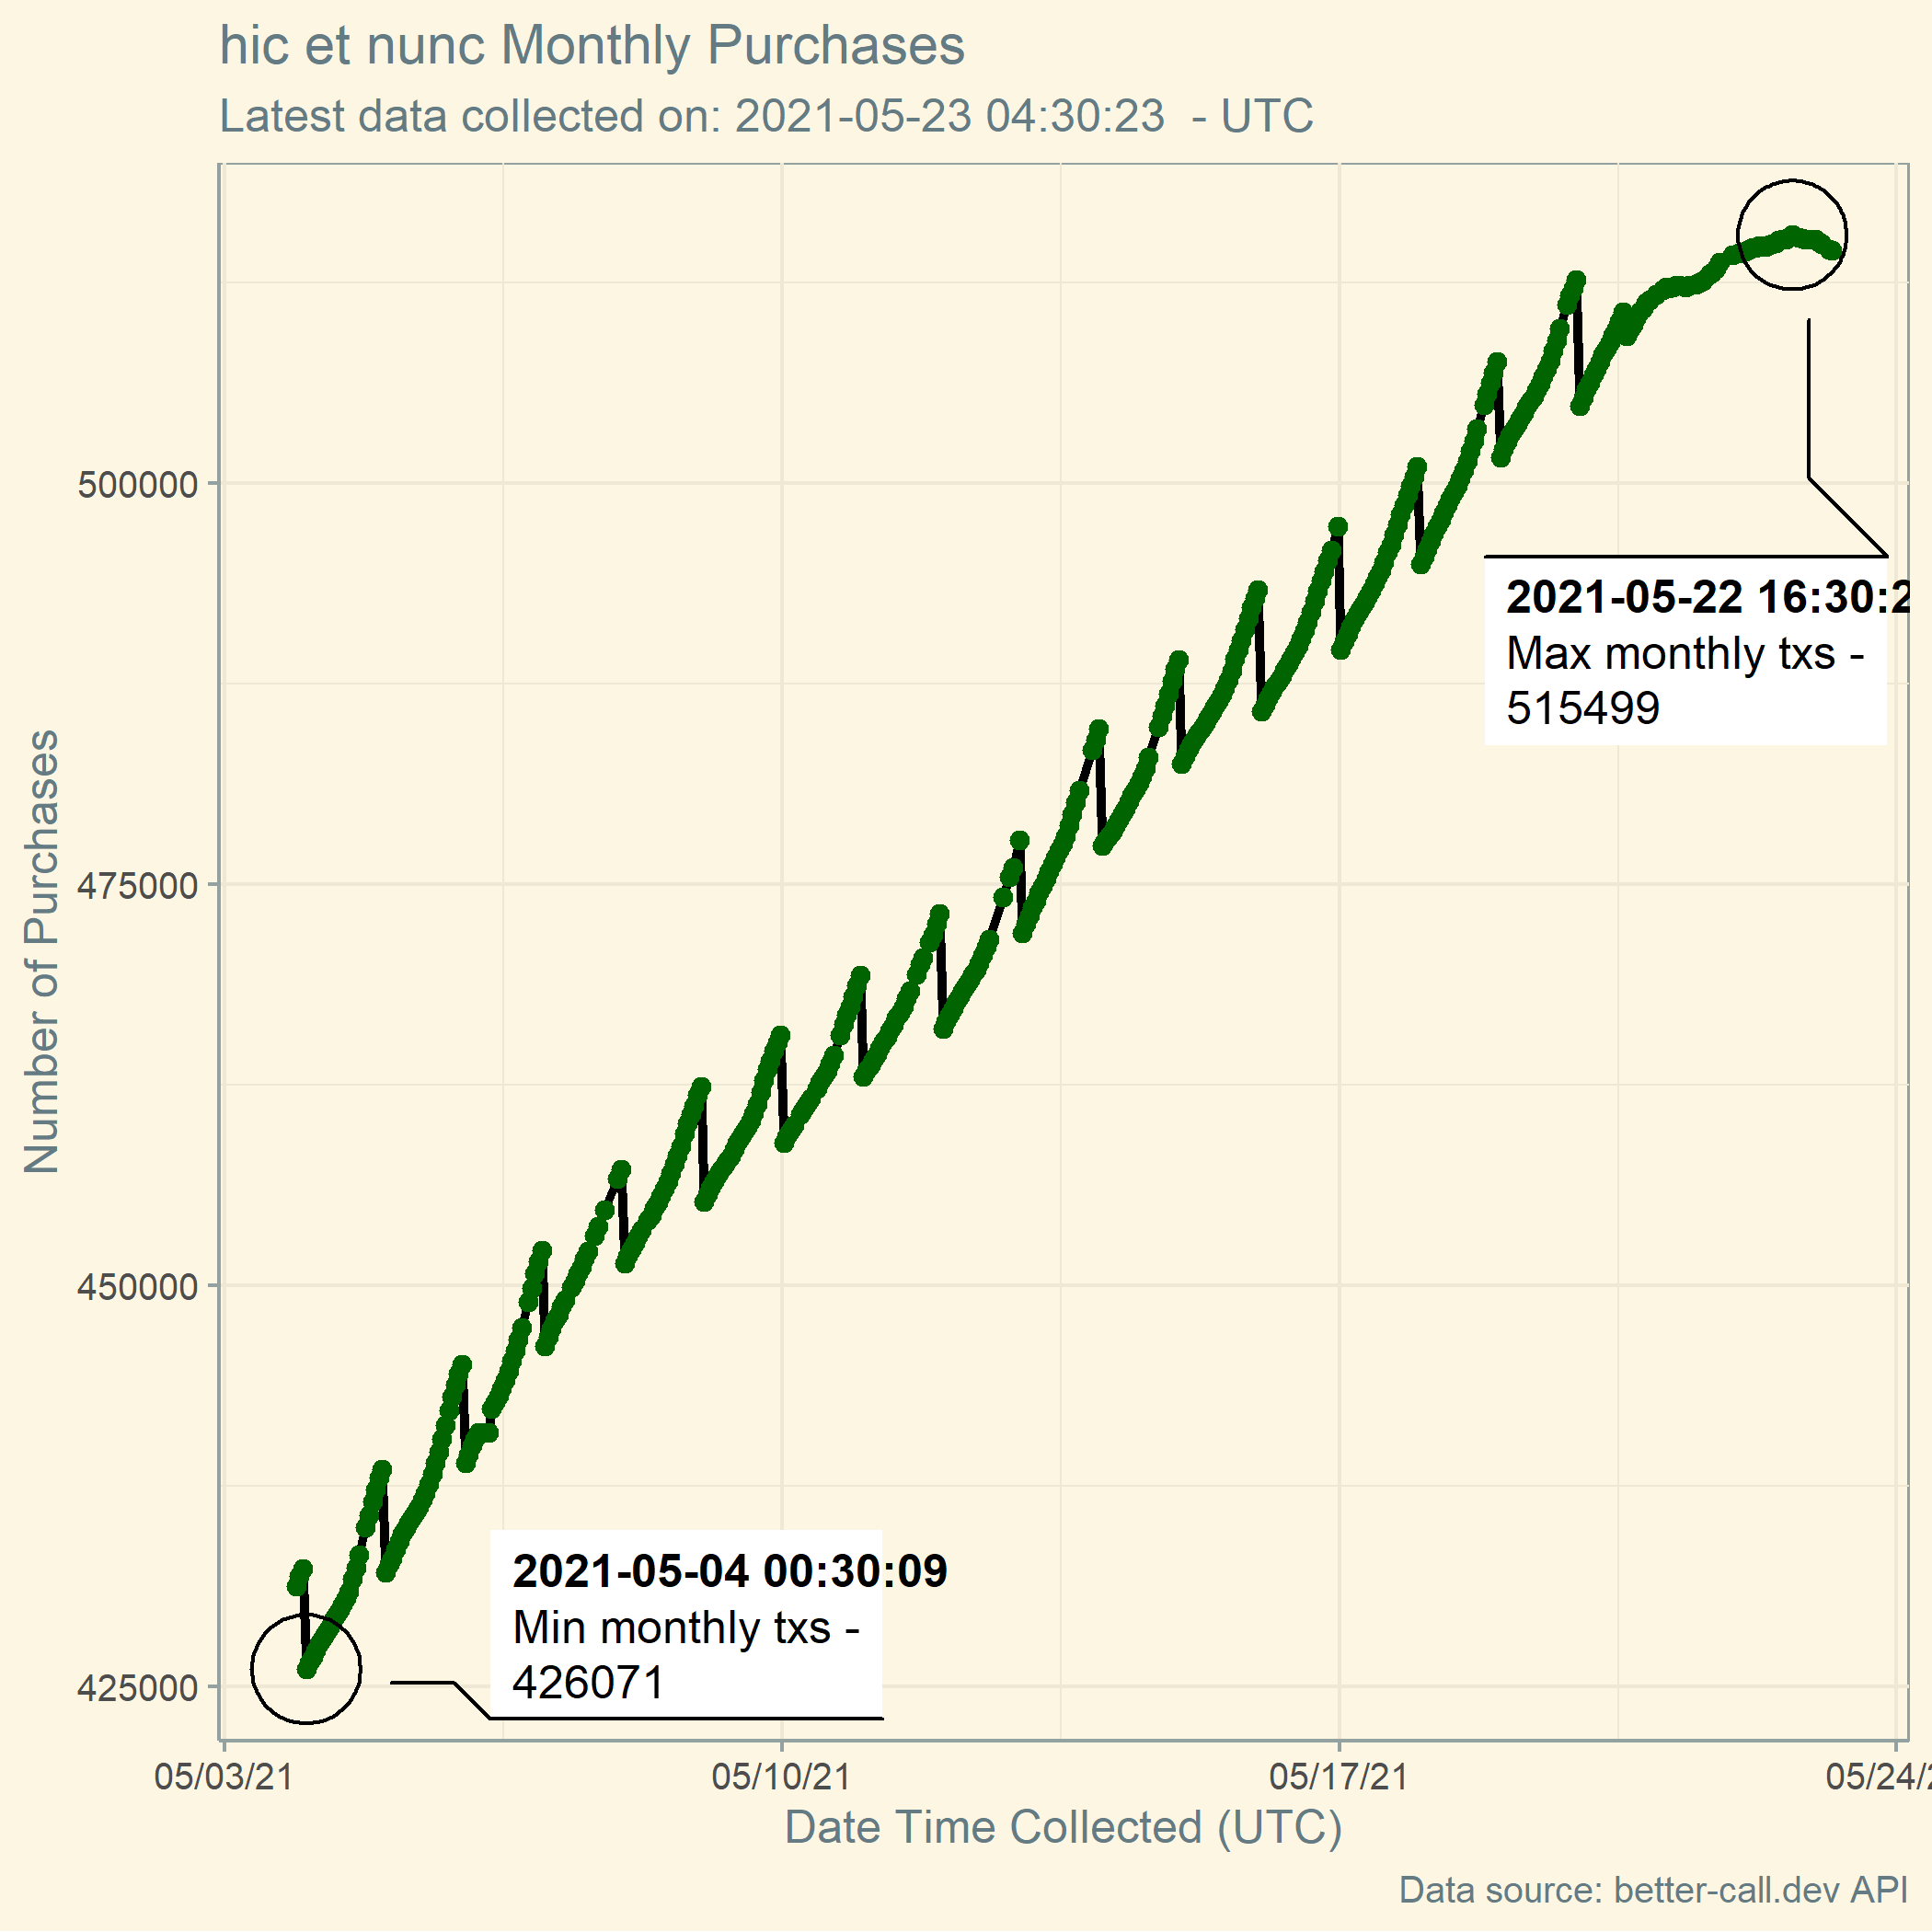 hic et nunc Monthly Purchases
Latest data collected on: 2021-05-23 04:30:23  - UTC
500000
475000
450000
425000
Number of Purchases
2021-05-22 16:30:2
Max monthly txs -
515499
2021-05-04 00:30:09
Min monthly txs -
426071
05/03/21
05/10/21
05/17/21
05/24/2
Date Time Collected (UTC)
Data source: better-call.dev API